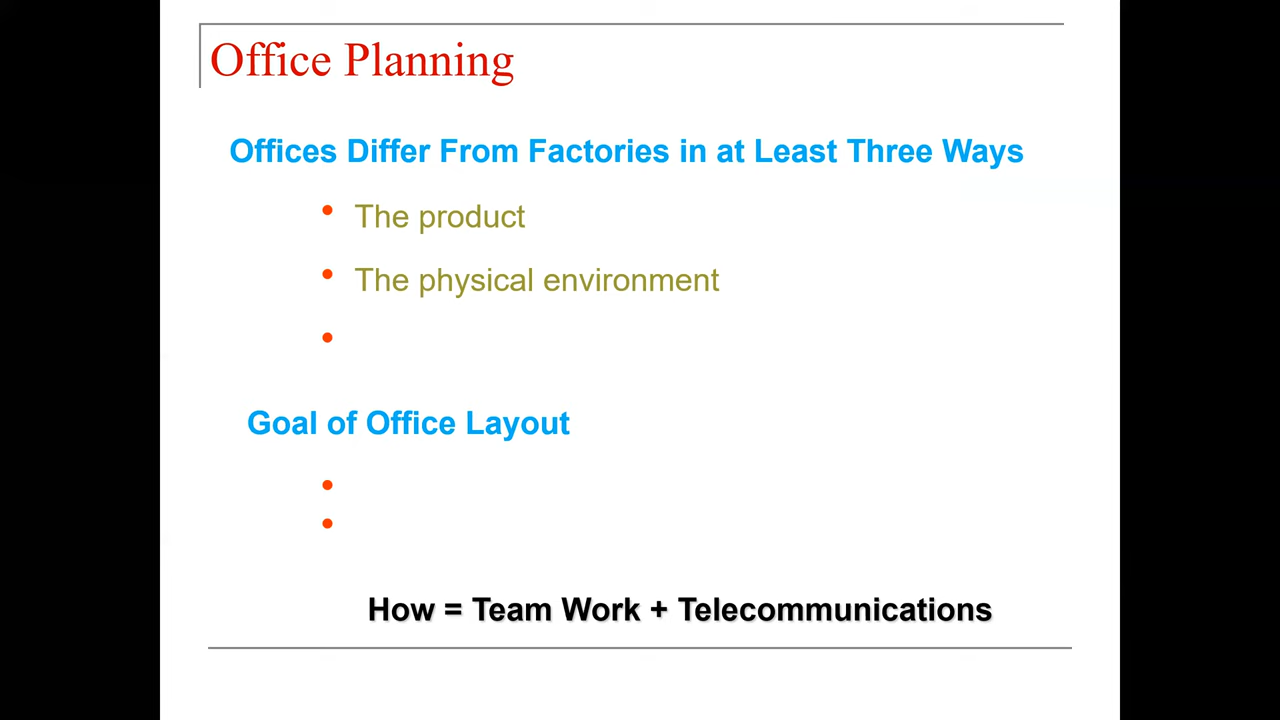 Office Planning
Offices Differ From Factories in at Least Three Ways
• The product
• The physical environment
•
Goal of Office Layout
•
•
How = Team Work + Telecommunications